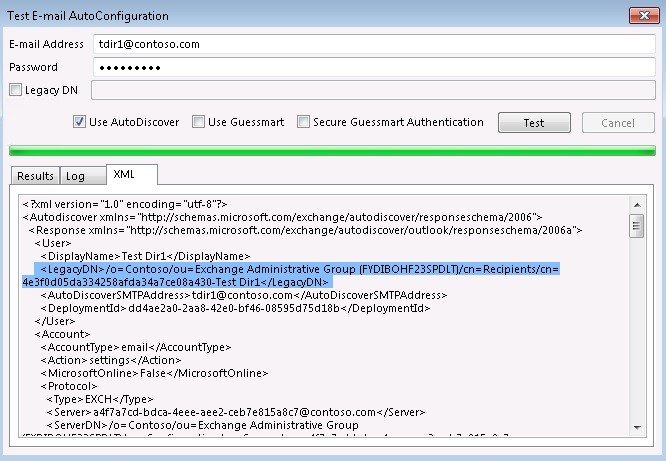 Test E-mail AutoConfiguration
E-mail Address tdir1@contoso.com
Password
Legacy DN
Use AutoDiscover Use Guessmart Secure Guessmart Authentication Test Cancel
Results Log XML
<?xml version="1.0" encoding="utf-8"?>
<Autodiscover xmlns="http://schemas.microsoft.com/exchange/autodiscover/responseschema/2006">
<Response xmlns="http://schemas.microsoft.com/exchange/autodiscover/outlook/responseschema/2006a">
<User>
<DisplayName>Test Dir1</DisplayName>
<LegacyDN>/o=Contoso/ou=Exchange Administrative Group (FYDIBOHF23SPDLT)/cn=Recipients/cn=
4e3f0d05da334258afda34a7ce08a430-Test Dir1</LegacyDN>
<AutoDiscoverSMTPAddress>tdir1@contoso.com</AutoDiscoverSMTPAddress>
<DeploymentId>dd4ae2a0-2aa8-42e0-bf46-08595d75d18b</DeploymentId>
</User>
<Account>
<AccountType>email</AccountType>
<Action>settings</Action>
<MicrosoftOnline>False</MicrosoftOnline>
<Protocol>
<Type>EXCH</Type>
<Server>a4f7a7cd-bdca-4eee-aee2-ceb7e815a8c7@contoso.com</Server>
<ServerDN>/o=Contoso/ou=Exchange Administrative Group